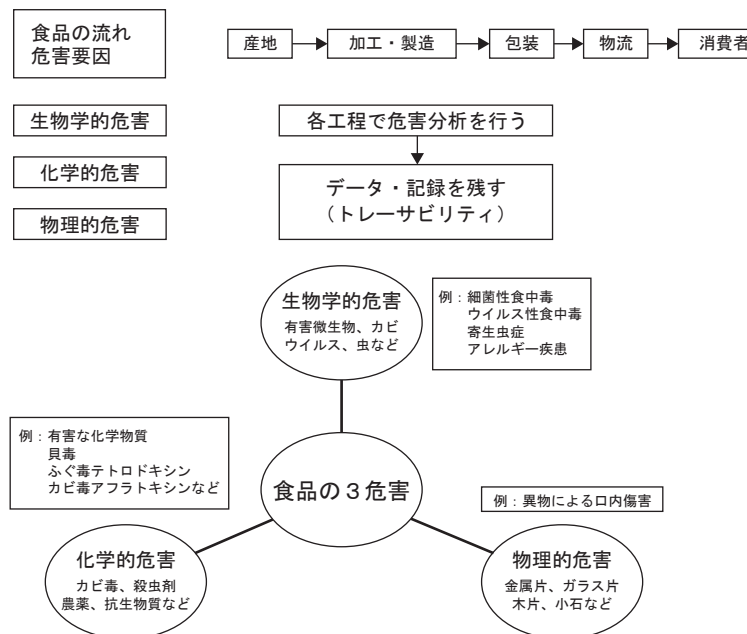 食品の流れ
危害要因
産地
加工・製造
包装
物流
消費者
生物学的危害
化学的危害
物理的危害
各工程で危害分析を行う
データ・記録を残す
（トレーサビリティ）
生物学的危害
有害微生物、カビ
ウイルス、虫など
例：細菌性食中毒
ウイルス性食中毒
寄生虫症
アレルギー疾患
例：有害な化学物質
貝毒
ふぐ毒テトロドキシン
カビ毒アフラトキシンなど
食品の３危害
例：異物による口内傷害
化学的危害
カビ毒、殺虫剤
農薬、抗生物質など
物理的危害
金属片、ガラス片
木片、小石など